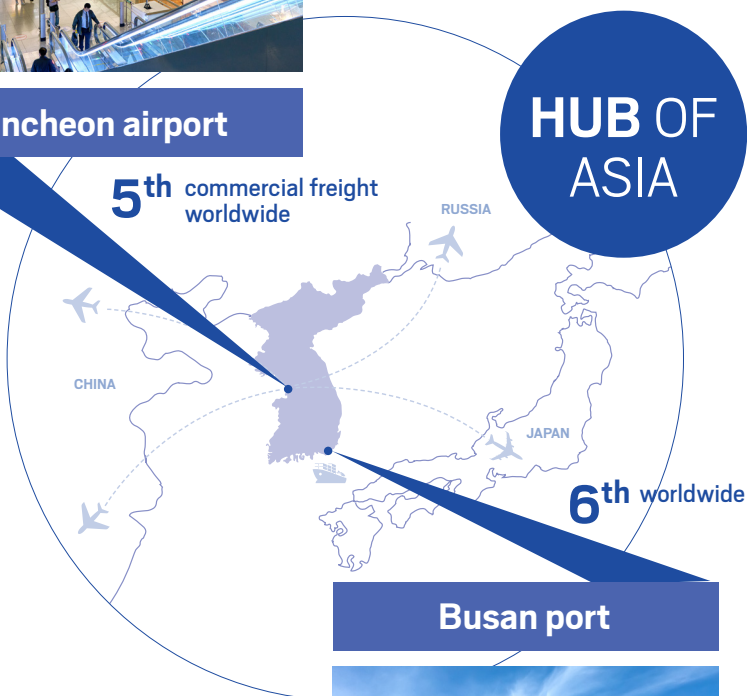 HUB OF
ASIA
ncheon airport
5th commercial freight
worldwide
RUSSIA
CHINA
JAPAN
6th worldwide
Busan port